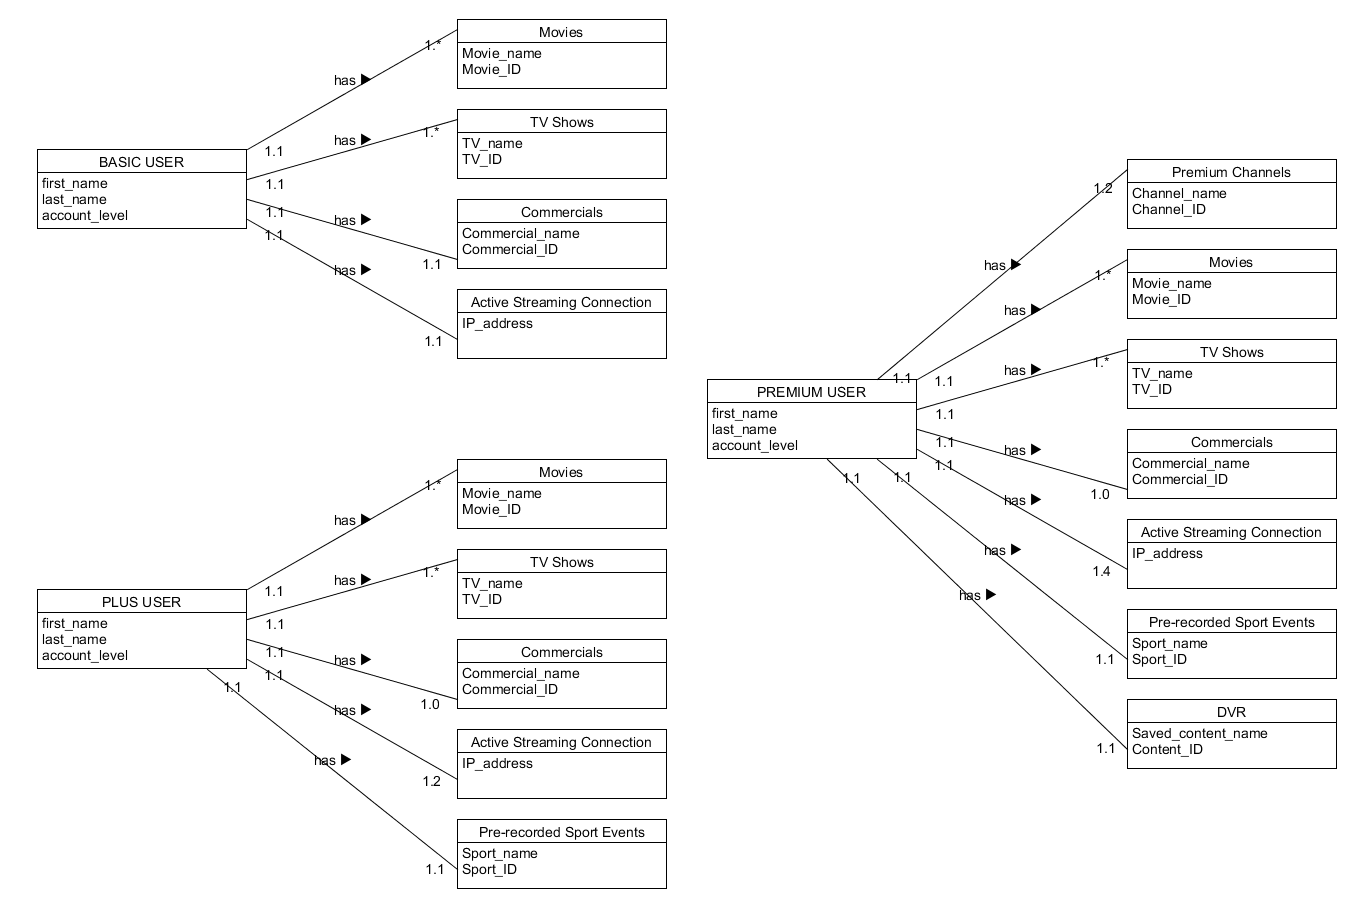 Movies
Movie_name
Movie_ID
1.*
has ▶
TV Shows
TV_name
TV_ID
1.*
has ▶
BASIC USER
first_name
last_name
account_level
1.1
1.1
1.1
1.1
Commercials
Commercial_name
Commercial_ID
has ▶
1.1
Active Streaming Connection
IP_address
has ▶
1.1
Movies
Movie_name
Movie_ID
1.*
has ▶
TV Shows
TV_name
TV_ID
1.*
has ▶
PLUS USER
first_name
last_name
account_level
1.1
1.1
1.1
1.1
1.1
Commercials
Commercial_name
Commercial_ID
has ▶
1.0
Active Streaming Connection
IP_address
has ▶
1.2
Pre-recorded Sport Events
Sport_name
Sport_ID
has ▶
1.1
Premium Channels
Channel_name
Channel_ID
1.2
has ▶
Movies
Movie_name
Movie_ID
1.*
has ▶
TV Shows
TV_name
TV_ID
1.*
has ▶
PREMIUM USER
first_name
last_name
account_level
1.1
1.1
1.1
1.1
1.1
1.1
1.1
Commercials
Commercial_name
Commercial_ID
has ▶
1.0
Active Streaming Connection
IP_address
has ▶
1.4
Pre-recorded Sport Events
Sport_name
Sport_ID
has ▶
1.1
DVR
Saved_content_name
Content_ID
has ▶
1.1